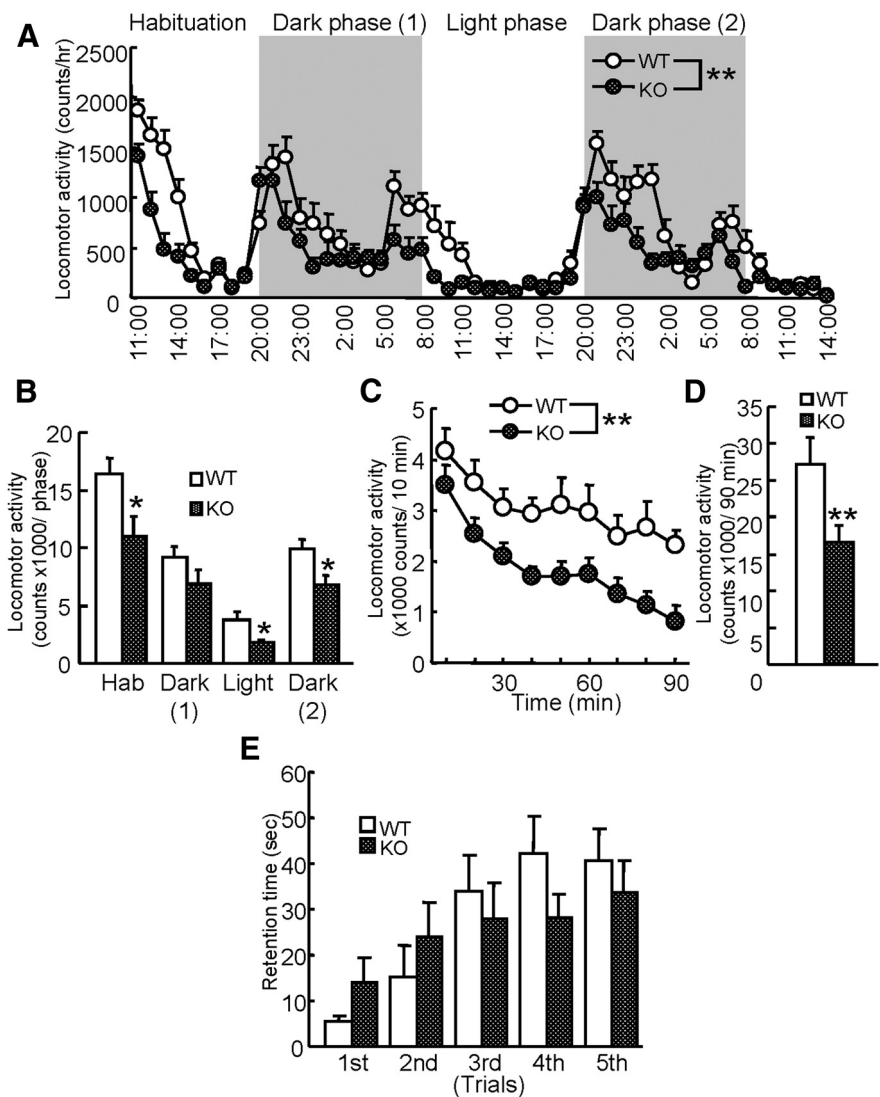 A
Habituation Dark phase (1) Light phase Dark phase (2)
Locomotor activity (counts/hr)
2500
2000
1500
1000
500
0
WT
KO
**
11:00 14:00 17:00 20:00 23:00 2:00 5:00 8:00 11:00 14:00 17:00 20:00 23:00 2:00 5:00 8:00 11:00 14:00
B
Locomotor activity
(counts x1000/ phase)
20
15
10
5
0
WT
KO
*
*
*
Hab Dark Light Dark
(1) (2)
C
Locomotor activity
(x1000 counts/ 10 min)
5
4
3
2
1
0
WT
KO
**
30 60 90
Time (min)
D
Locomotor activity
(counts x1000/ 90 min)
35
30
25
20
15
10
5
0
WT
KO
**
E
Retention time (sec)
60
50
40
30
20
10
0
WT
KO
1st 2nd 3rd 4th 5th
(Trials)